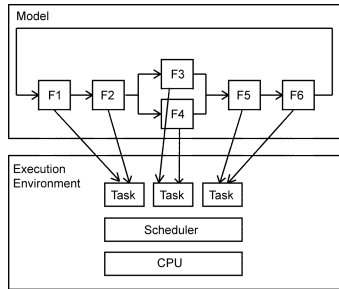 Model
F1
F2
F3
F4
F5
F6
Execution
Environment
Task
Task
Task
Scheduler
CPU